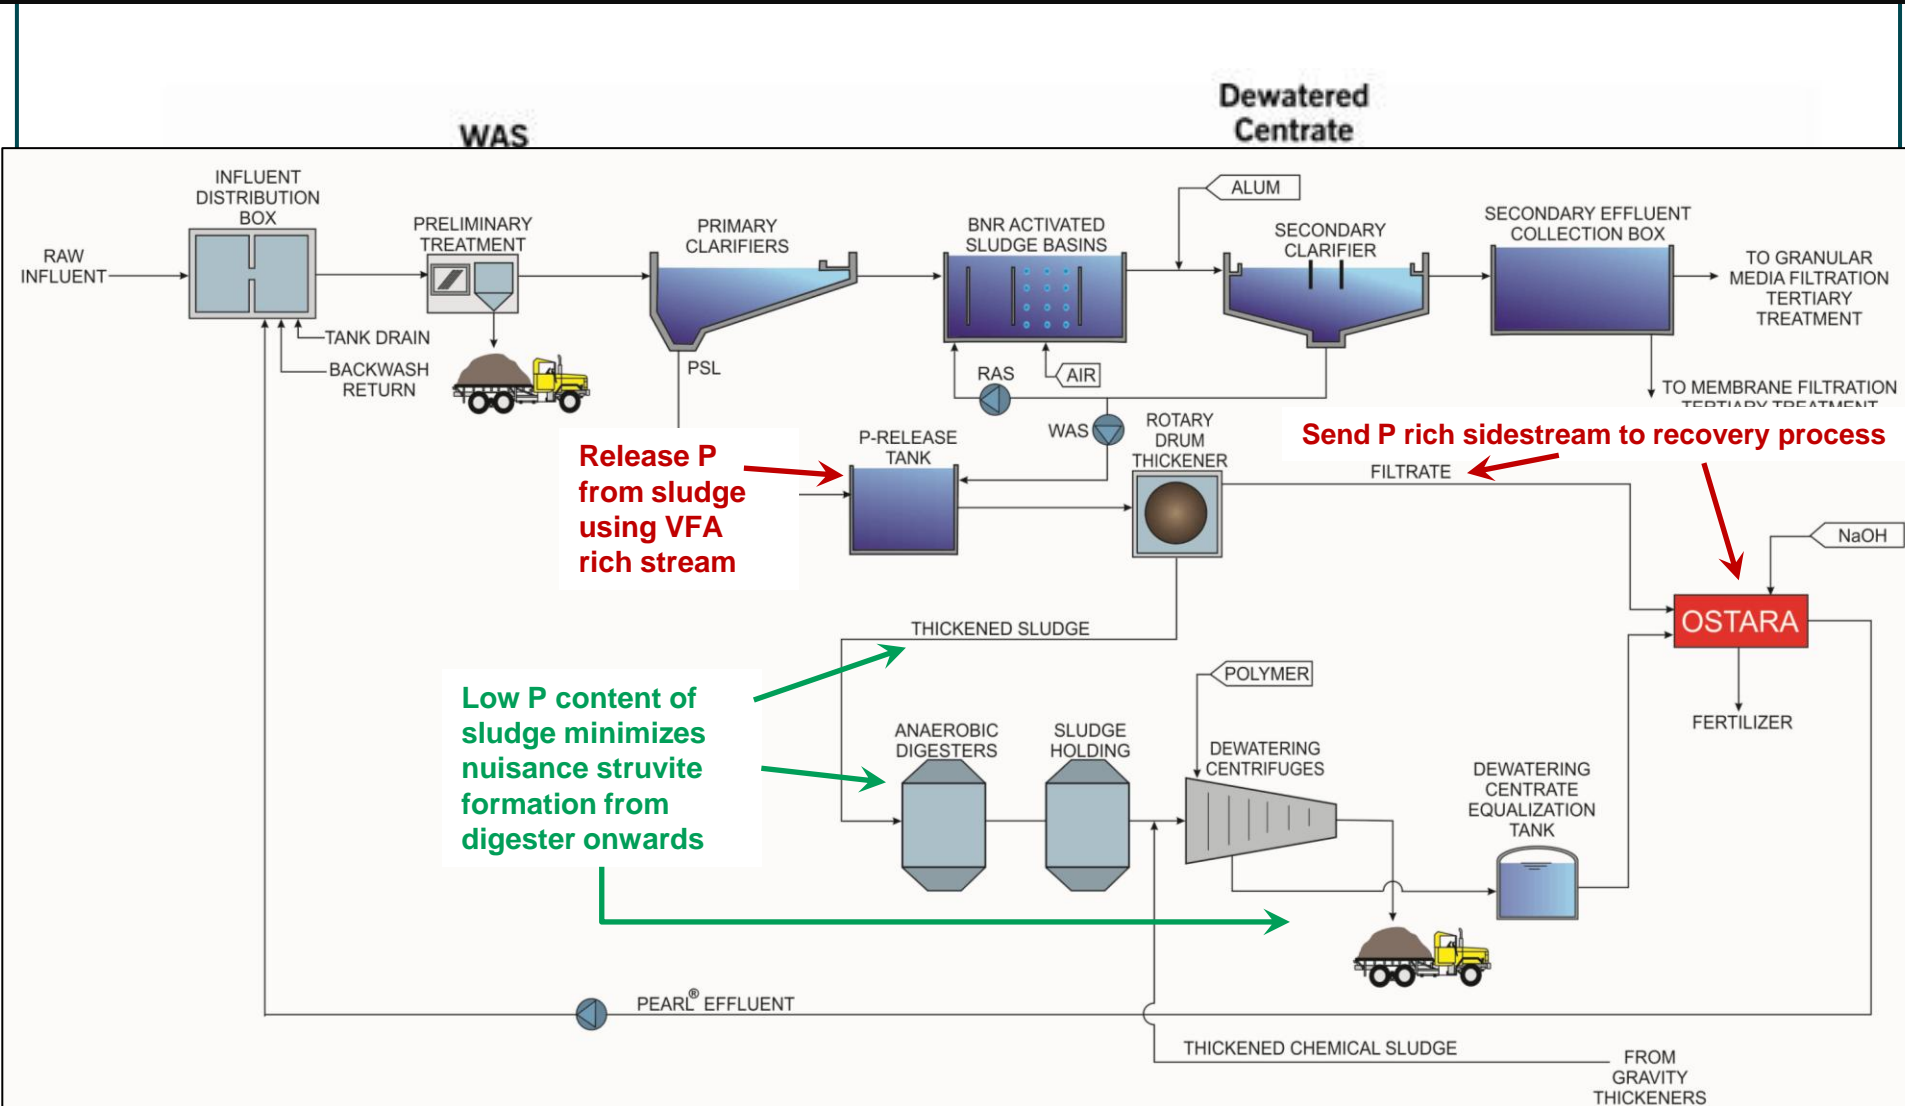 WAS
Dewatered
Centrate
INFLUENT
DISTRIBUTION
BOX
RAW
INFLUENT
PRELIMINARY
TREATMENT
TANK DRAIN
BACKWASH
RETURN
PRIMARY
CLARIFIERS
PSL
BNR ACTIVATED
SLUDGE BASINS
ALUM
SECONDARY
CLARIFIER
SECONDARY EFFLUENT
COLLECTION BOX
TO GRANULAR
MEDIA FILTRATION
TERTIARY
TREATMENT
RAS
AIR
TO MEMBRANE FILTRATION
TERTIARY TREATMENT
WAS
P-RELEASE
TANK
ROTARY
DRUM
THICKENER
Release P
from sludge
using VFA
rich stream
Send P rich sidestream to recovery process
FILTRATE
NaOH
OSTARA
FERTILIZER
THICKENED SLUDGE
Low P content of
sludge minimizes
nuisance struvite
formation from
digester onwards
ANAEROBIC
DIGESTERS
SLUDGE
HOLDING
POLYMER
DEWATERING
CENTRIFUGES
DEWATERING
CENTRATE
EQUALIZATION
TANK
PEARL® EFFLUENT
THICKENED CHEMICAL SLUDGE
FROM
GRAVITY
THICKENERS